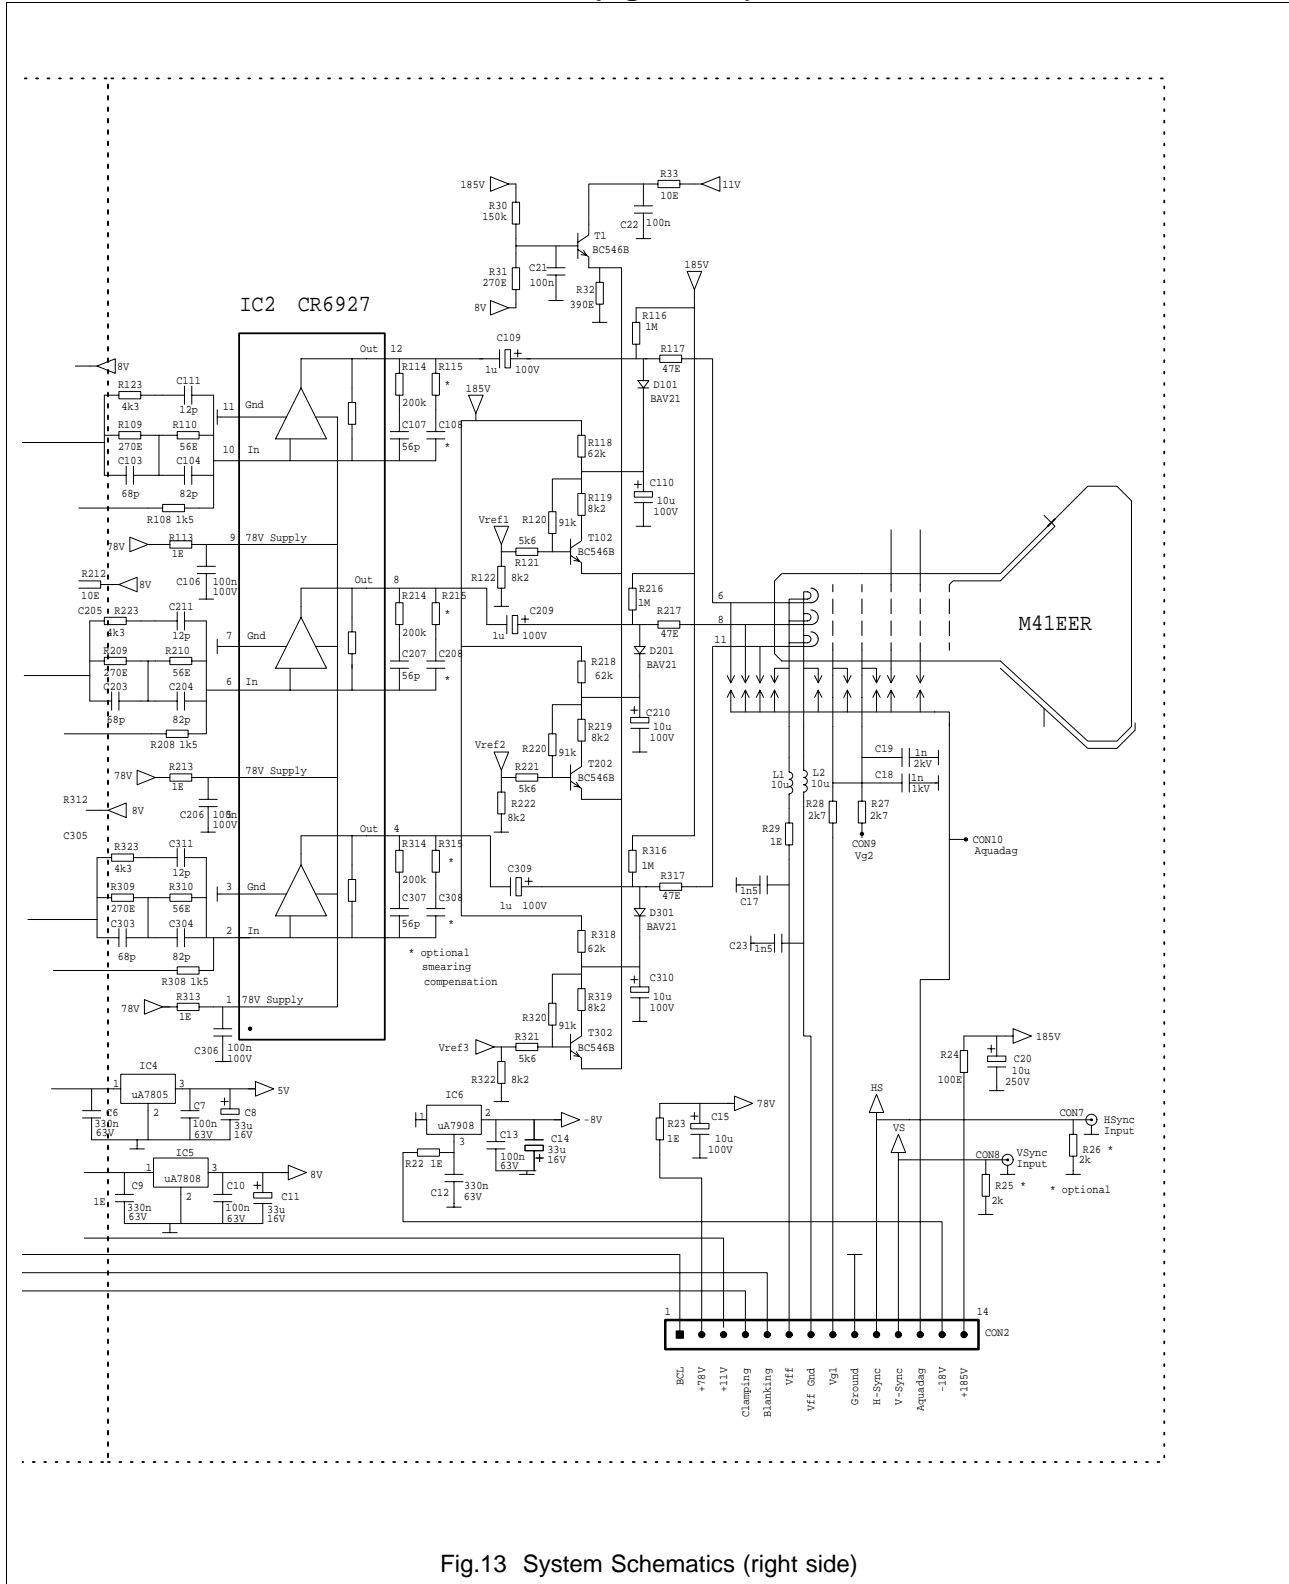 185V
R30
150k
R33
10E
11V
C22
100n
T1
BC546B
R31
270E
C21
100n
R32
390E
8V
185V
IC2 CR6927
R116
1M
Out 12
C109
1u
100V
R117
47E
8V
R123
4k3
C111
12p
R114
200k
R115
*
185V
D101
BAV21
11 Gnd
R109
270E
R110
56E
C107
56p
C108
*
R118
62k
10 In
C103
68p
C104
82p
R119
8k2
C110
10u
100V
R108 1k5
Vref1
R120
91k
5k6
R121
T102
BC546B
78V
R113
1E
9 78V Supply
C106
100n
100V
R122 8k2
R212
10E
8V
Out 8
R214
200k
R215
*
C209
1u
100V
R216
1M
R217
47E
6
8
11
M41EER
C205
R223
4k3
C211
12p
7 Gnd
R209
270E
R210
56E
C207
56p
C208
*
D201
BAV21
R218
62k
6 In
C203
68p
C204
82p
R219
8k2
C210
10u
100V
R208 1k5
Vref2
R220
91k
R221
5k6
T202
BC546B
78V
R213
1E
78V Supply
C206
100n
100V
5
R222
8k2
L1
10u
L2
10u
C19
1n
2kV
C18
1n
1kV
R28
2k7
R27
2k7
R29
1E
CON9
Vg2
CON10
Aquadag
R312
8V
C305
Out 4
R323
4k3
C311
12p
R314
200k
R315
*
C309
1u 100V
R316
1M
R317
47E
3 Gnd
R309
270E
R310
56E
C307
56p
C308
*
D301
BAV21
1n5
C17
2 In
C303
68p
C304
82p
R318
62k
C23
1n5
* optional
smearing
compensation
R308 1k5
R319
8k2
C310
10u
100V
78V
R313
1E
1 78V Supply
R320
91k
C306
100n
100V
Vref3
R321
5k6
T302
BC546B
R322
8k2
IC4
1 uA7805 3
2
5V
C6
330n
63V
C7
100n
63V
C8
33u
16V
IC6
1 uA7908 2
3
-8V
C13
100n
63V
C14
33u
16V
R22 1E
C12
330n
63V
R23
1E
C15
10u
100V
78V
R24
100E
C20
10u
250V
185V
HS
VS
CON7
HSync
Input
R26 *
2k
CON8
VSync
Input
R25 *
2k
* optional
IC5
1 uA7808 3
2
8V
1E
C9
330n
63V
C10
100n
63V
C11
33u
16V
1
14
CON2
BCL
+78V
+11V
Clamping
Blanking
Vff
Vff Gnd
Vg1
Ground
H-Sync
V-Sync
Aquadag
-18V
+185V
Fig.13 System Schematics (right side)